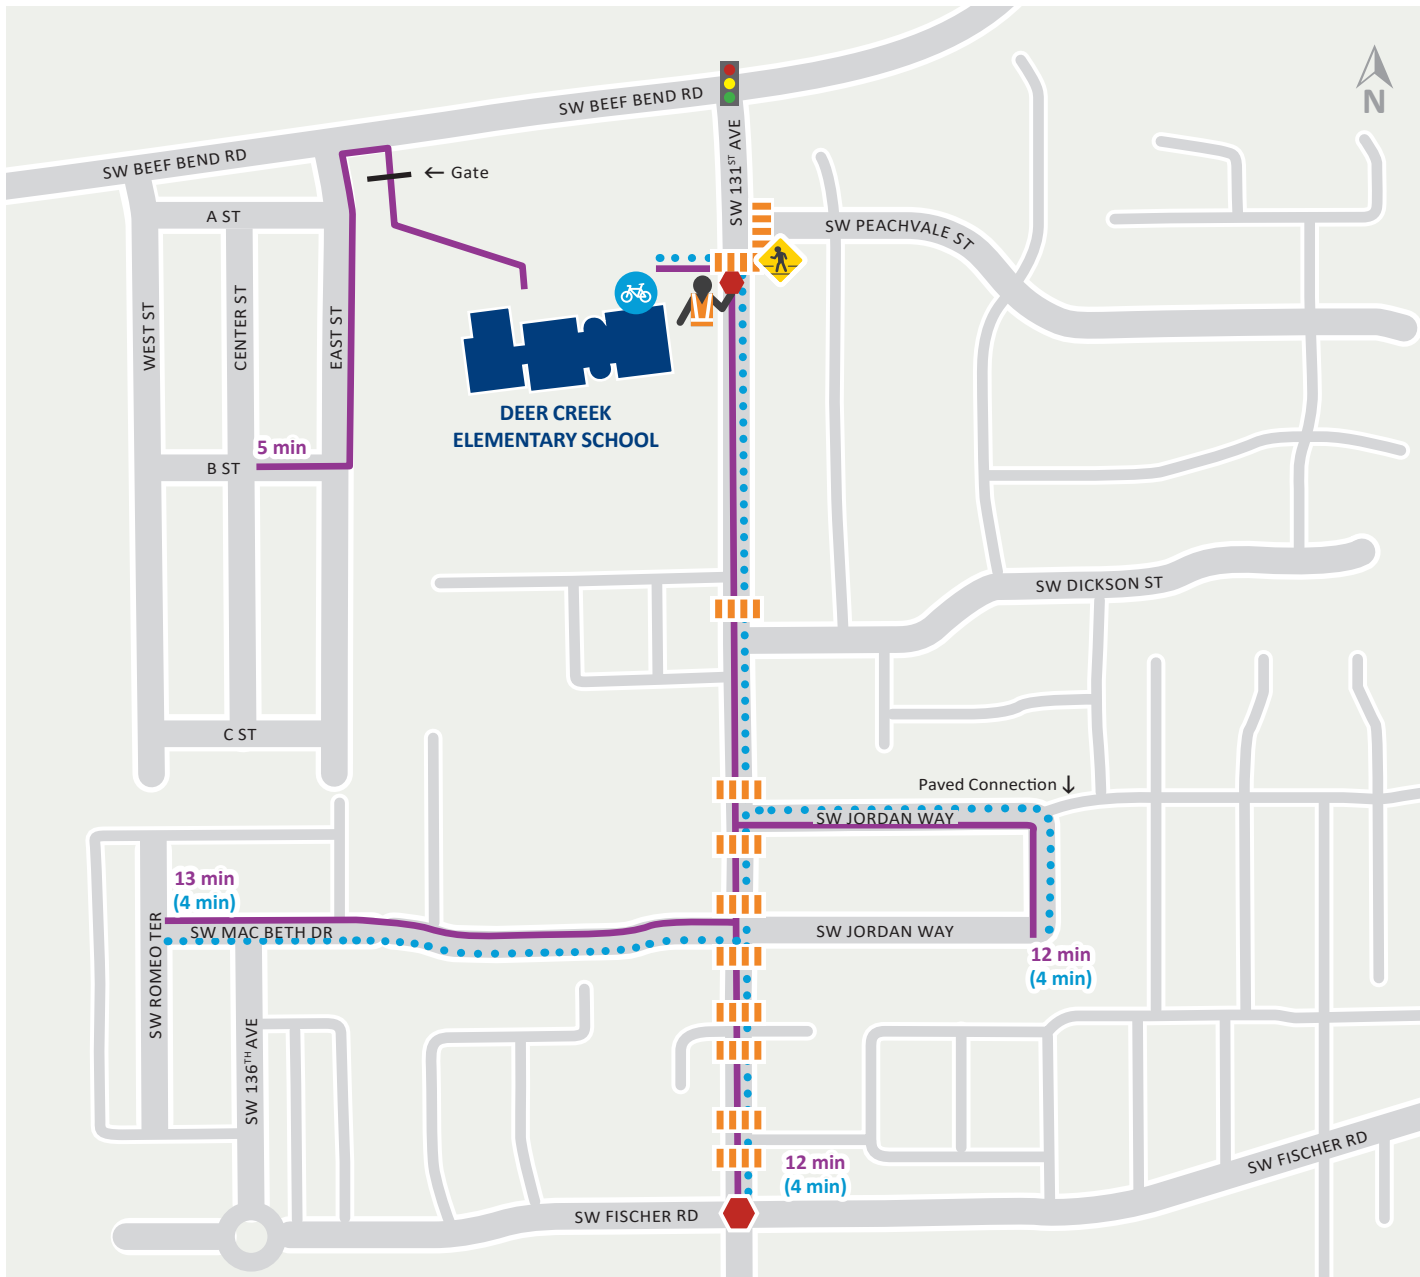 SW BEEF BEND RD
N
SW BEEF BEND RD
SW 131ST AVE
← Gate
A ST
SW PEACHVALE ST
WEST ST
CENTER ST
EAST ST
DEER CREEK
ELEMENTARY SCHOOL
5 min
B ST
SW DICKSON ST
C ST
Paved Connection ↓
SW JORDAN WAY
13 min
(4 min)
SW MAC BETH DR
SW JORDAN WAY
SW ROMEO TER
12 min
(4 min)
SW 136TH AVE
12 min
(4 min)
SW FISCHER RD
SW FISCHER RD